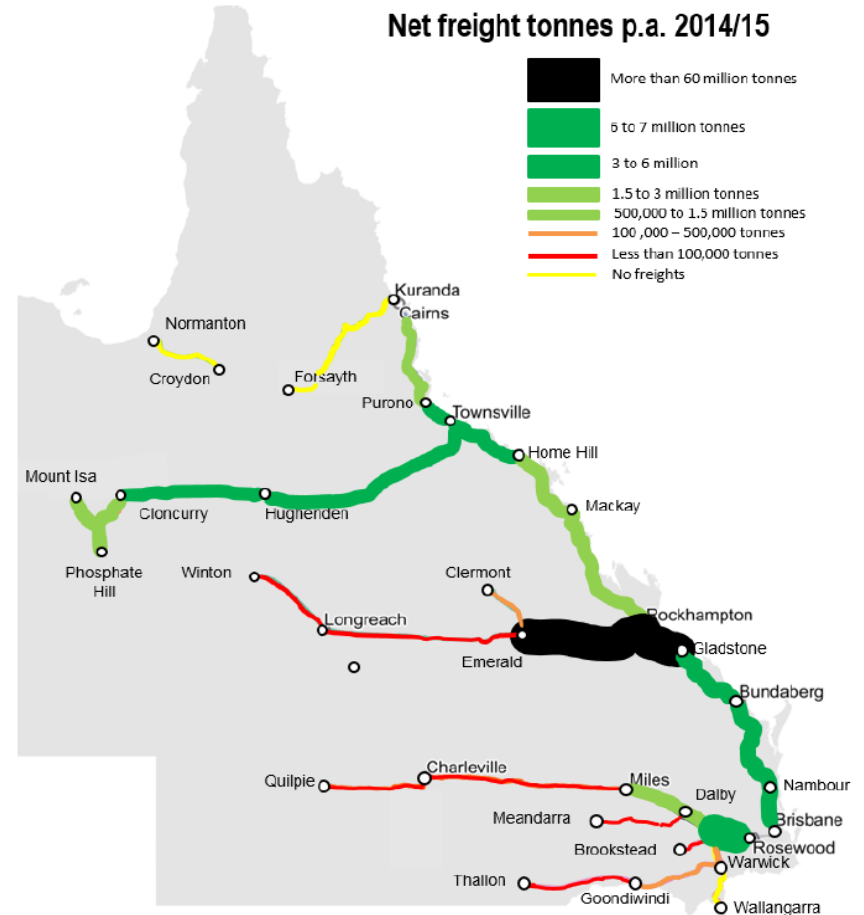 Net freight tonnes p.a. 2014/15
More than 60 million tonnes
6 to 7 million tonnes
3 to 6 million
1.5 to 3 million tonnes
500,000 to 1.5 million tonnes
100 ,000 – 500,000 tonnes
Less than 100,000 tonnes
No freights
Kuranda
Cairns
Normanton
Croydon
Forsayth
Purono
Townsville
Home Hill
Mount Isa
Cloncurry
Hughenden
Mackay
Phosphate
Hill
Winton
Clermont
Longreach
Rockhampton
Emerald
Gladstone
Bundaberg
Quilpie
Charleville
Miles
Nambour
Dalby
Meandarra
Brisbane
Brookstead
Rosewood
Warwick
Thallon
Goondiwindi
Wallangarra